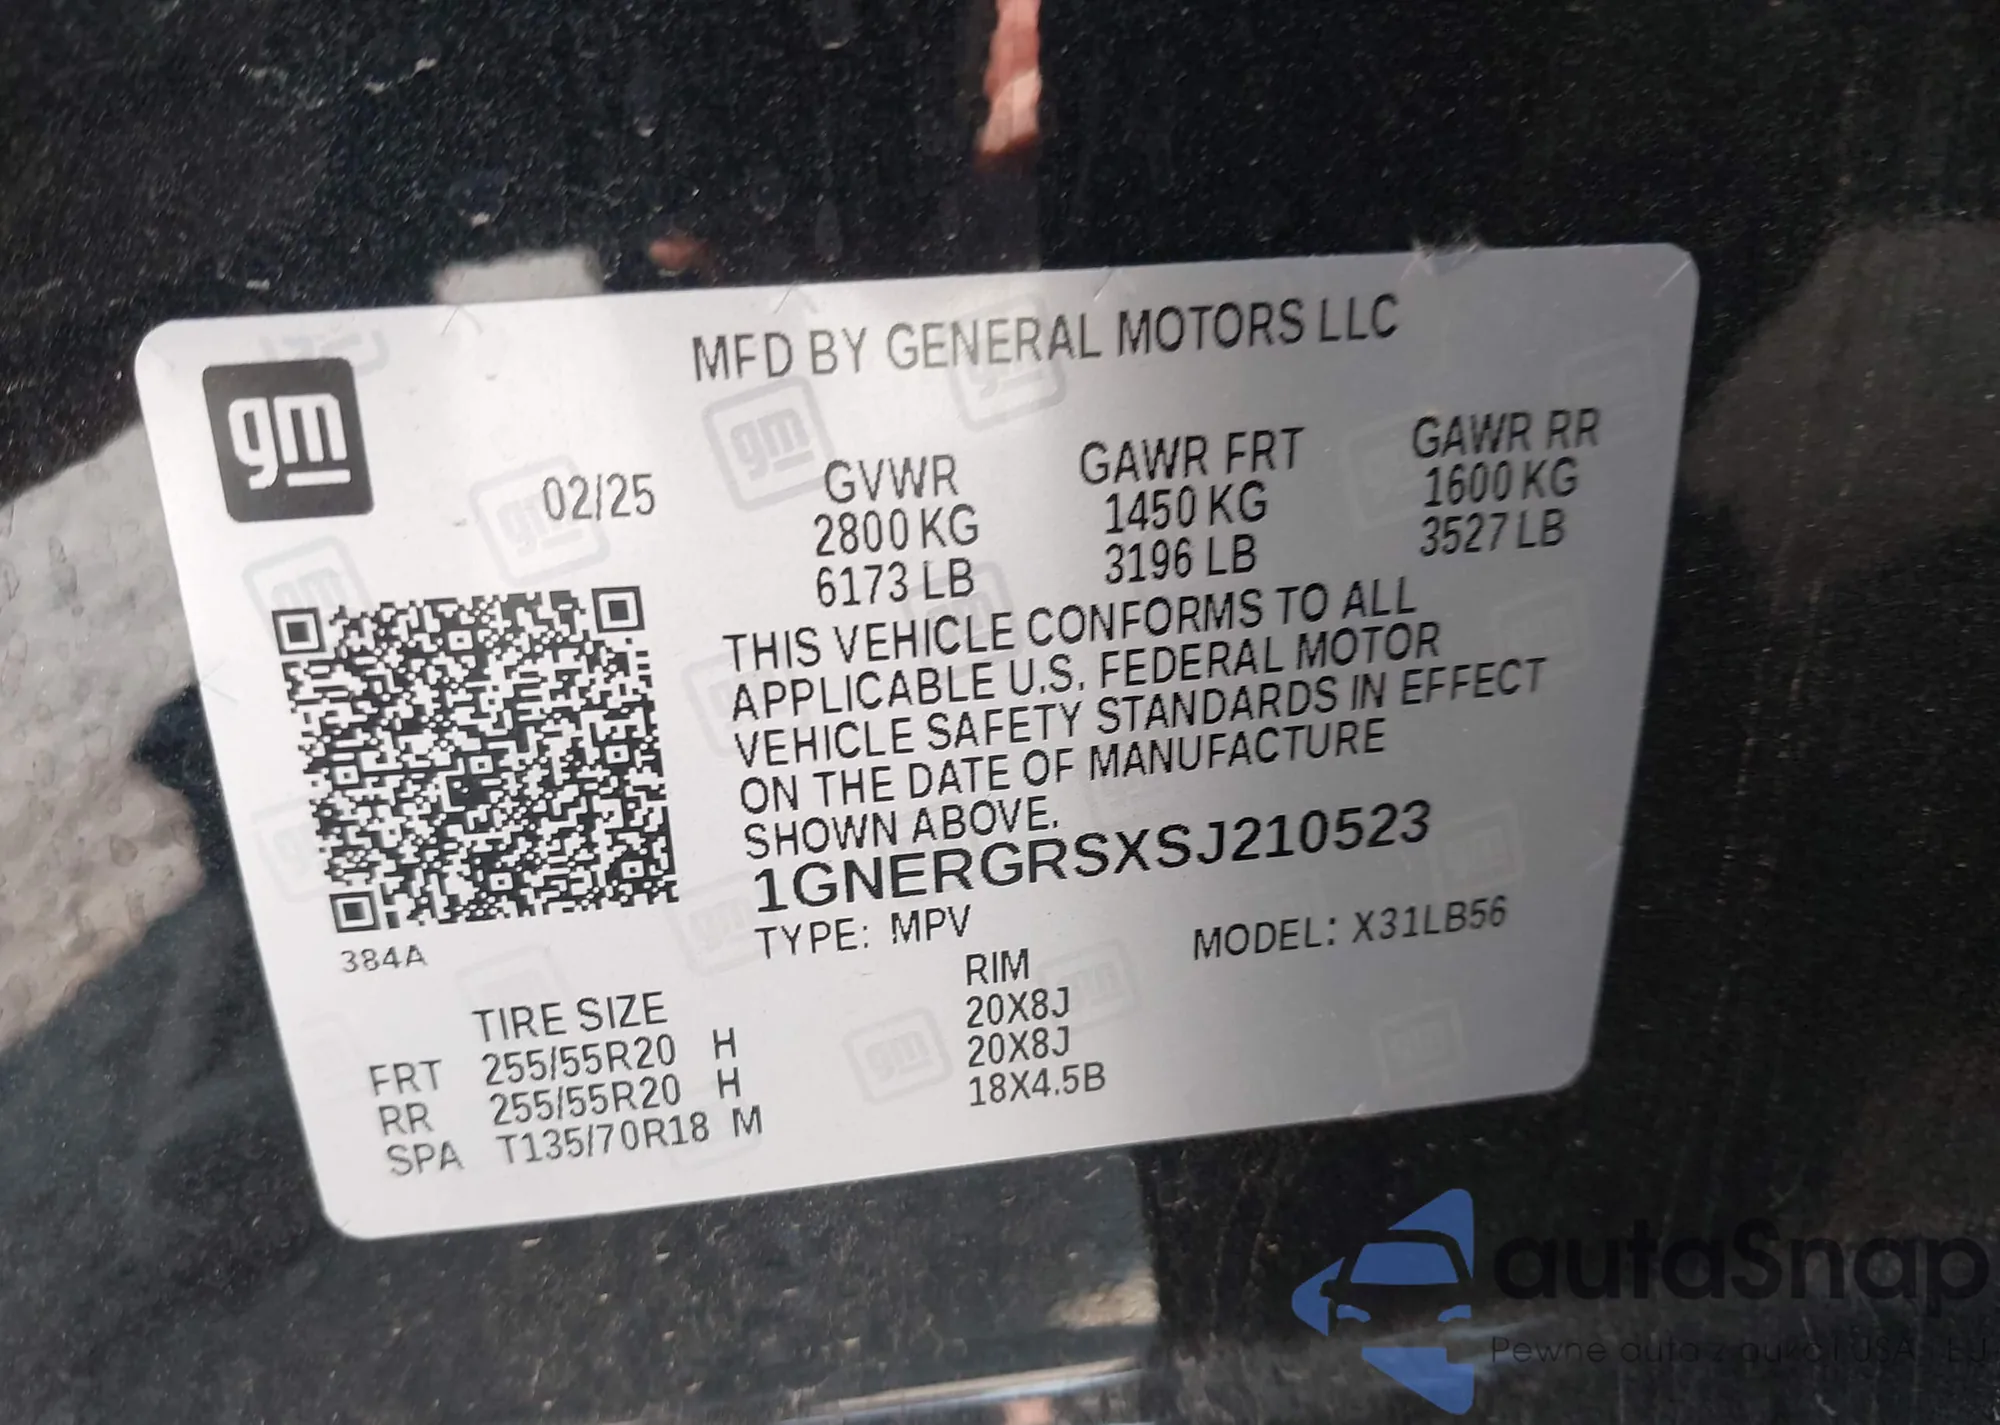 gm
MFD BY GENERAL MOTORS LLC
02/25
GVWR GAWR FRT GAWR RR
2800 KG 1450 KG 1600 KG
6173 LB 3196 LB 3527 LB
THIS VEHICLE CONFORMS TO ALL
APPLICABLE U.S. FEDERAL MOTOR
VEHICLE SAFETY STANDARDS IN EFFECT
ON THE DATE OF MANUFACTURE
SHOWN ABOVE.
1GNERGRSXSJ210523
TYPE: MPV MODEL: X31LB56
384A
TIRE SIZE RIM
FRT 255/55R20 H 20X8J
RR 255/55R20 H 20X8J
SPA T135/70R18 M 18X4.5B
autaSnap
Pewne auta z USA